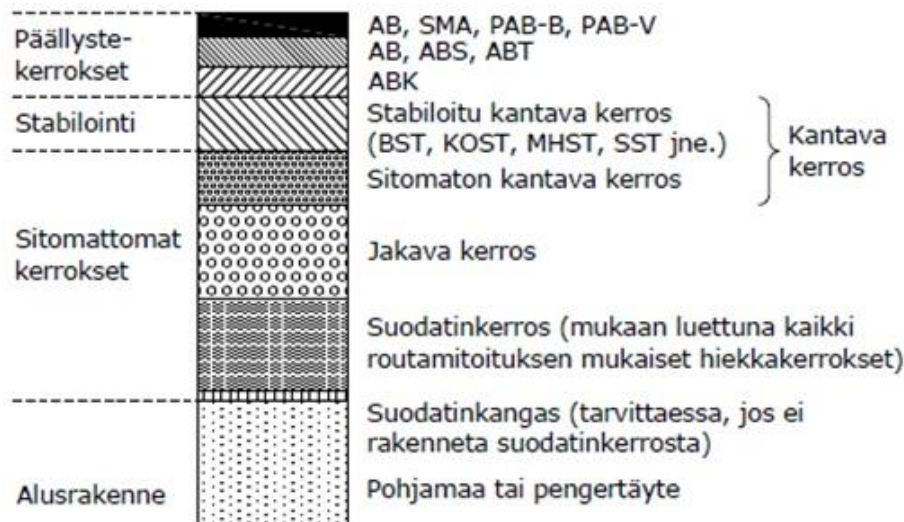 Päällyste-
kerrokset
AB, SMA, PAB-B, PAB-V
AB, ABS, ABT
ABK
Stabilointi
Stabiloitu kantava kerros
(BST, KOST, MHST, SST jne.)
Sitomaton kantava kerros
Kantava
kerros
Sitomattomat
kerrokset
Jakava kerros
Suodatinkerros (mukaan luettuna kaikki
routamitoituksen mukaiset hiekkakerrokset)
Suodatinkangas (tarvittaessa, jos ei
rakenneta suodatinkerrosta)
Alusrakenne
Pohjamaa tai pengertäyte